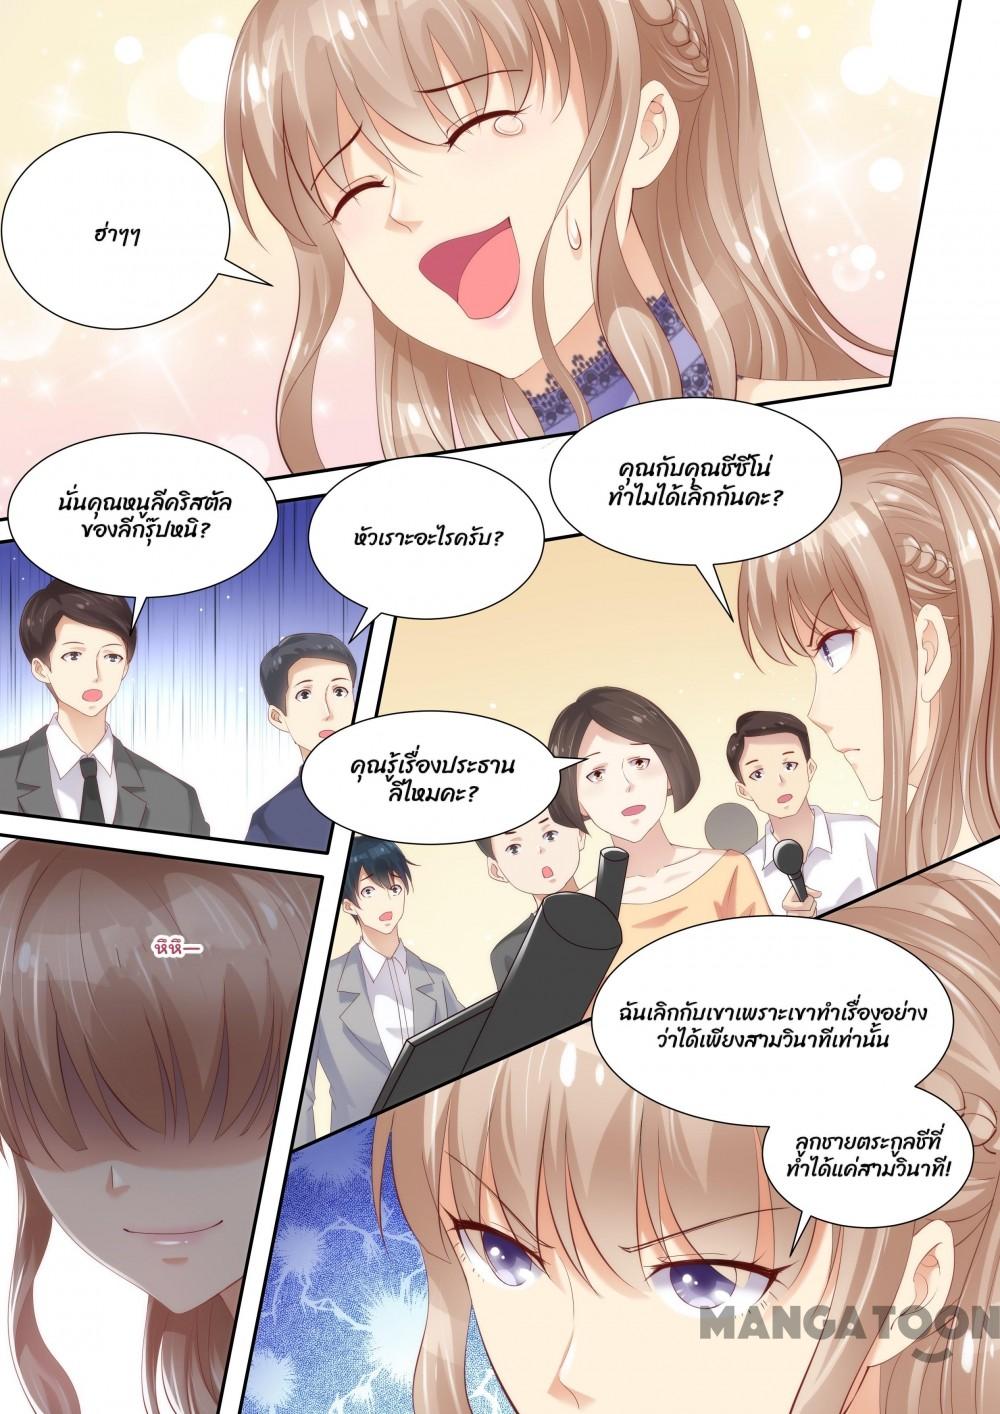 ฮ่าๆๆ
นั่นคุณหนูลีคริสตัล
ของลีกรุ๊ปหนิ?
หัวเราะอะไรครับ?
คุณกับคุณชีซีโน่
ทำไมได้เลิกกันคะ?
คุณรู้เรื่องประธาน
ลีไหมคะ?
หึหึ—
ฉันเลิกกับเขาเพราะเขาทำเรื่องอย่าง
ว่าได้เพียงสามวินาทีเท่านั้น
ลูกชายตระกูลชีที่
ทำได้แค่สามวินาที!
MANGATOON